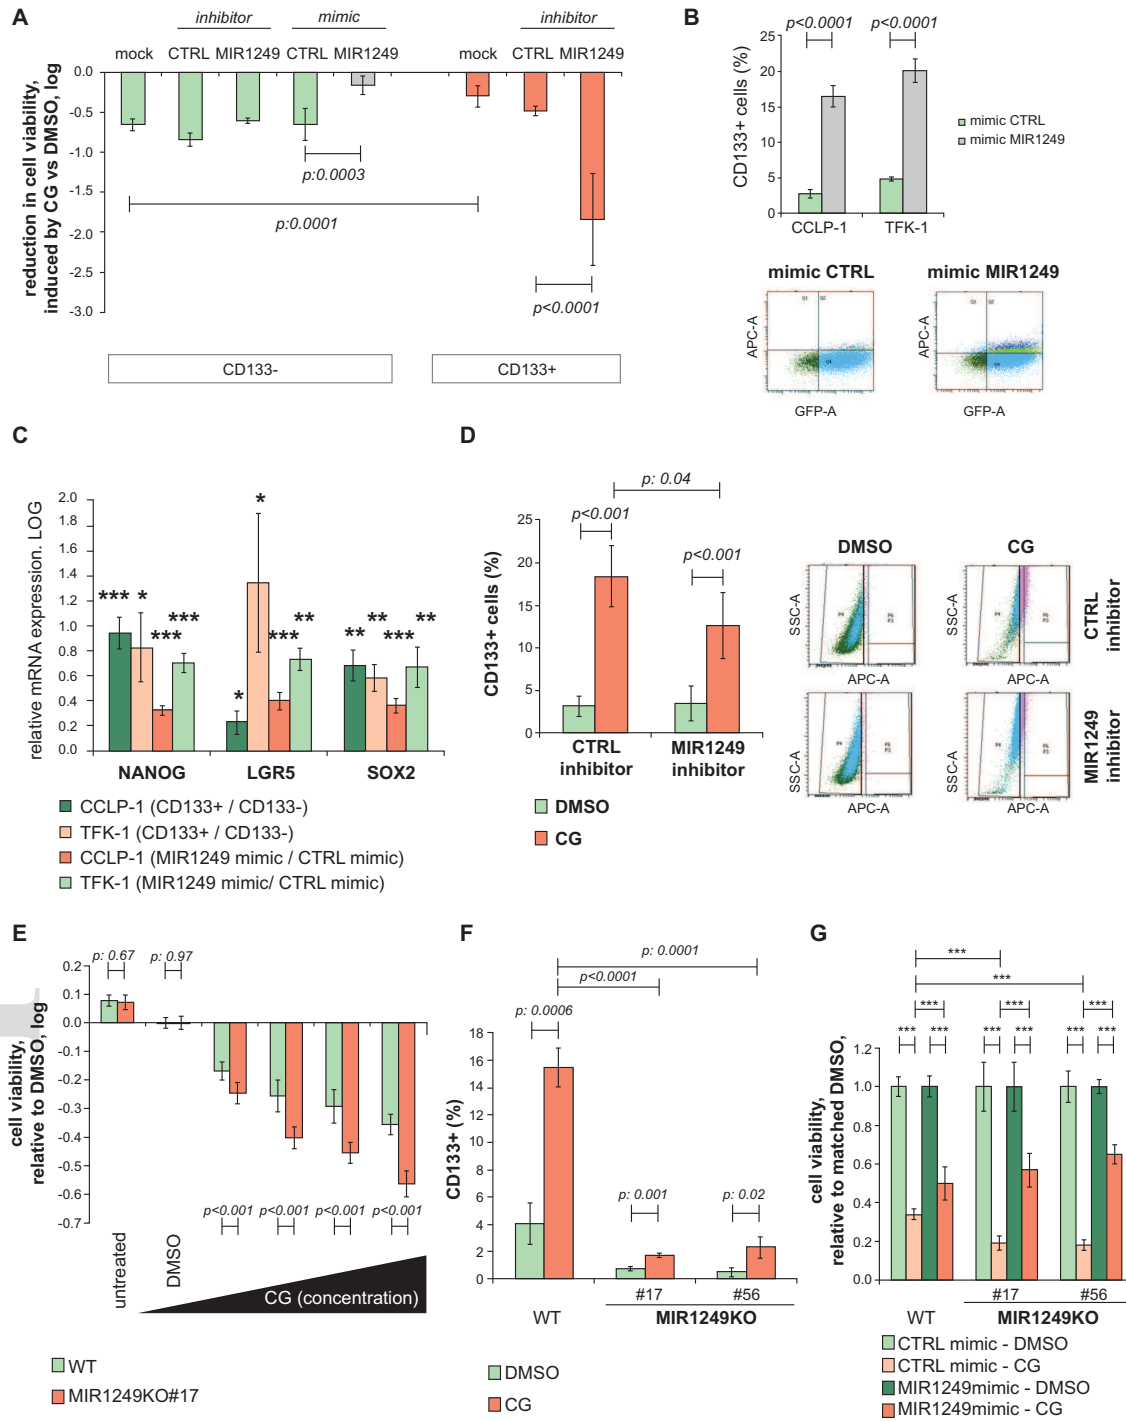 A
inhibitor
mimic
inhibitor
mock
CTRL MIR1249
CTRL MIR1249
mock
CTRL MIR1249
reduction in cell viability,
induced by CG vs DMSO, log
0.0
-0.5
-1.0
-1.5
-2.0
-2.5
-3.0
p:0.0003
p:0.0001
p<0.0001
CD133-
CD133+
B
p<0.0001
p<0.0001
CD133+ cells (%)
25
20
15
10
5
0
CCLP-1
TFK-1
mimic CTRL
mimic MIR1249
mimic CTRL
mimic MIR1249
APC-A
GFP-A
Q1
Q2
Q4
APC-A
GFP-A
Q1
Q2
C
relative mRNA expression. LOG
2.0
1.8
1.6
1.4
1.2
1.0
0.8
0.6
0.4
0.2
0.0
***
*
***
***
*
*
***
**
**
**
***
**
NANOG
LGR5
SOX2
CCLP-1 (CD133+ / CD133-)
TFK-1 (CD133+ / CD133-)
CCLP-1 (MIR1249 mimic / CTRL mimic)
TFK-1 (MIR1249 mimic/ CTRL mimic)
D
p: 0.04
p<0.001
p<0.001
CD133+ cells (%)
25
20
15
10
5
0
CTRL
inhibitor
MIR1249
inhibitor
DMSO
CG
DMSO
CG
CTRL
inhibitor
MIR1249
inhibitor
SSC-A
APC-A
SSC-A
APC-A
SSC-A
APC-A
SSC-A
APC-A
E
p: 0.67
p: 0.97
cell viability,
relative to DMSO, log
0.2
0.1
0.0
-0.1
-0.2
-0.3
-0.4
-0.5
-0.6
-0.7
p<0.001
p<0.001
p<0.001
p<0.001
untreated
DMSO
CG (concentration)
WT
MIR1249KO#17
F
p: 0.0001
p<0.0001
p: 0.0006
p: 0.001
p: 0.02
CD133+ (%)
18
16
14
12
10
8
6
4
2
0
WT
#17
#56
MIR1249KO
DMSO
CG
G
***
***
***
***
***
***
***
***
***
***
***
cell viability,
relative to matched DMSO,
1.2
1.0
0.8
0.6
0.4
0.2
0.0
WT
#17
#56
MIR1249KO
CTRL mimic - DMSO
CTRL mimic - CG
MIR1249mimic - DMSO
MIR1249mimic - CG